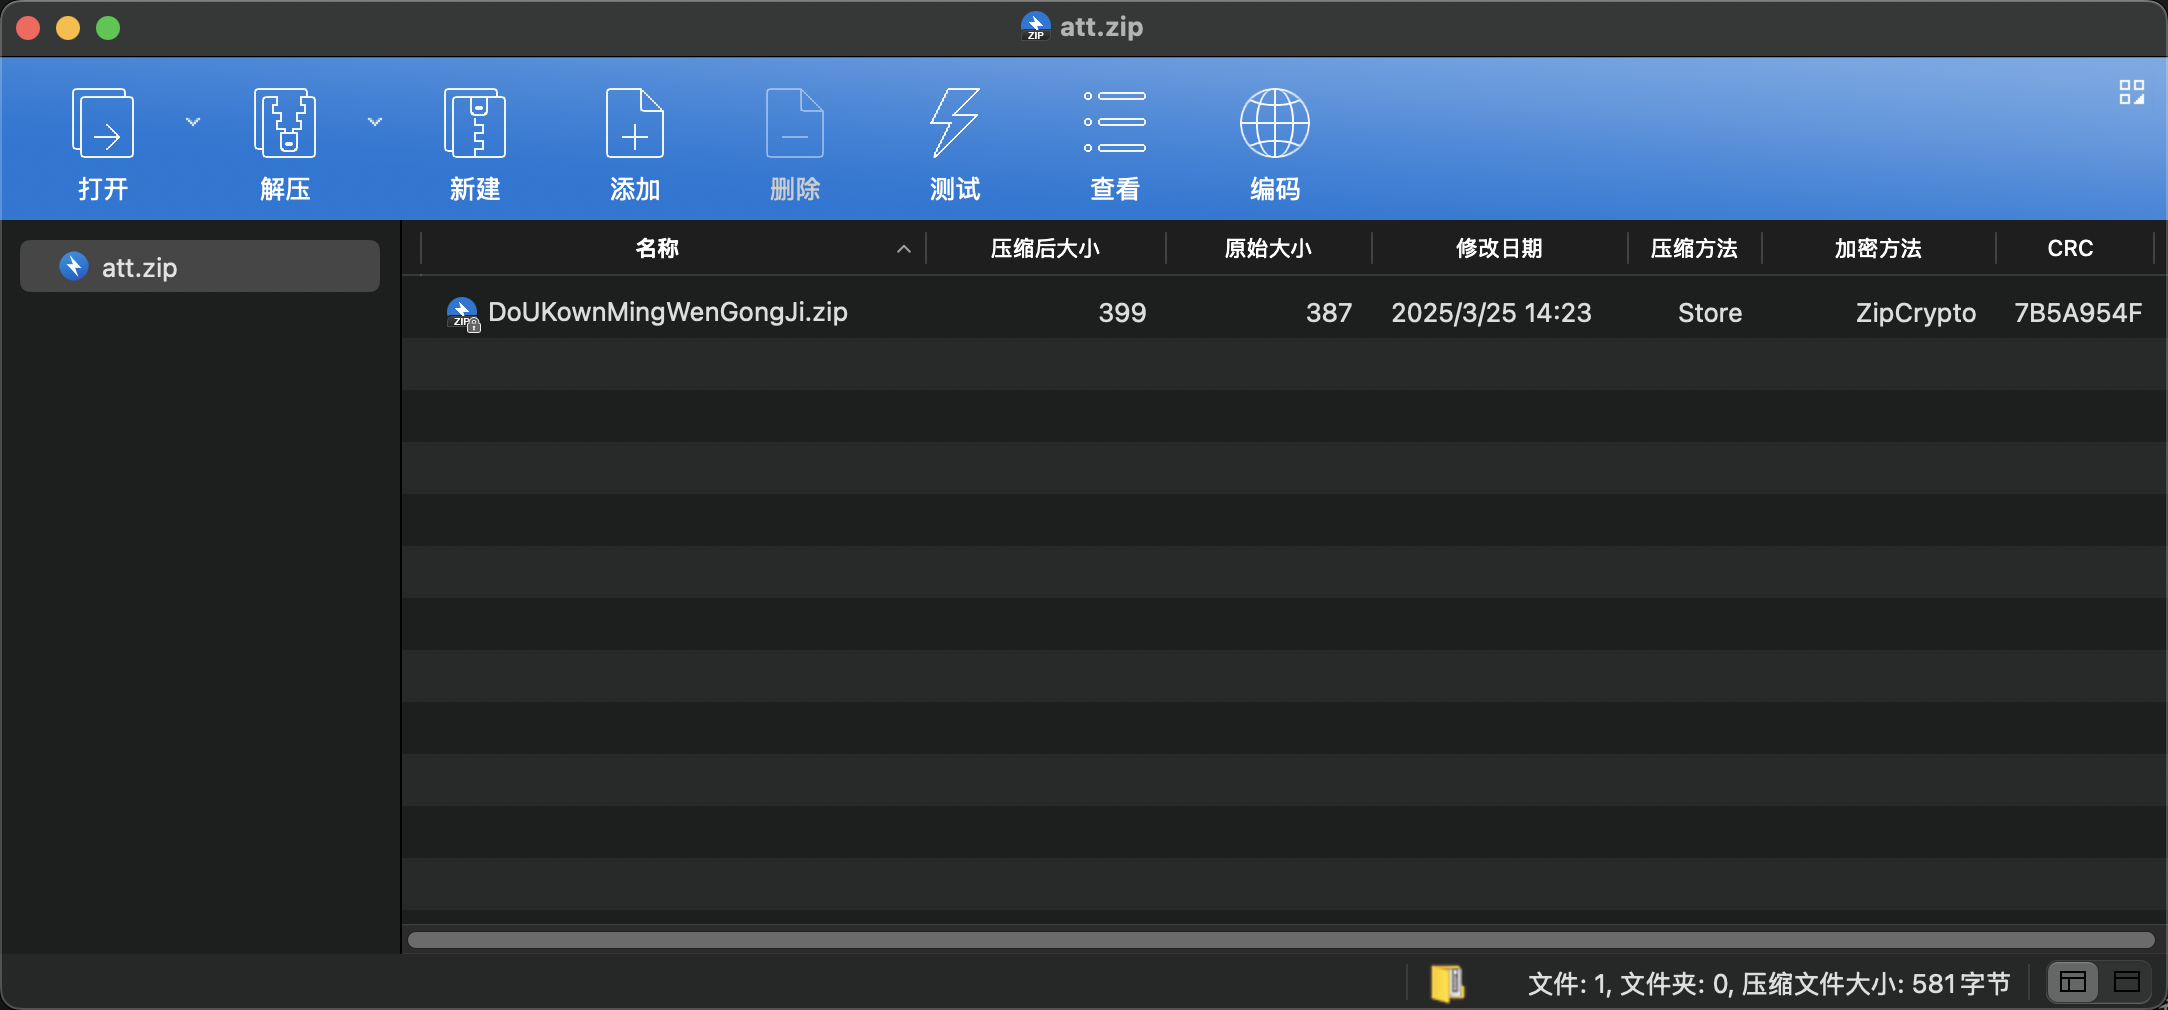 att.zip
打开 解压 新建 添加 删除 测试 查看 编码
att.zip
名称 压缩后大小 原始大小 修改日期 压缩方法 加密方法 CRC
DoUKownMingWenGongJi.zip 399 387 2025/3/25 14:23 Store ZipCrypto 7B5A954F
文件: 1, 文件夹: 0, 压缩文件大小: 581字节